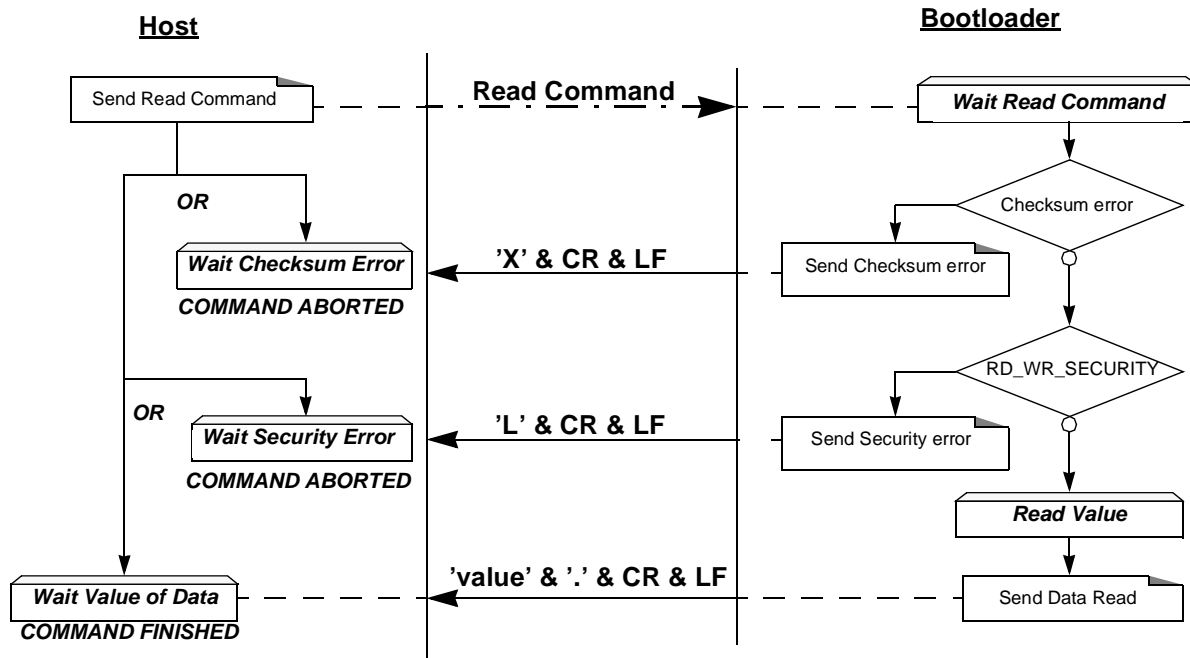 Host
Bootloader
Send Read Command
Read Command
Wait Read Command
OR
Checksum error
Wait Checksum Error
’X’ & CR & LF
Send Checksum error
COMMAND ABORTED
RD_WR_SECURITY
OR
Wait Security Error
'L' & CR & LF
Send Security error
COMMAND ABORTED
Read Value
Wait Value of Data
’value’ & '.' & CR & LF
Send Data Read
COMMAND FINISHED